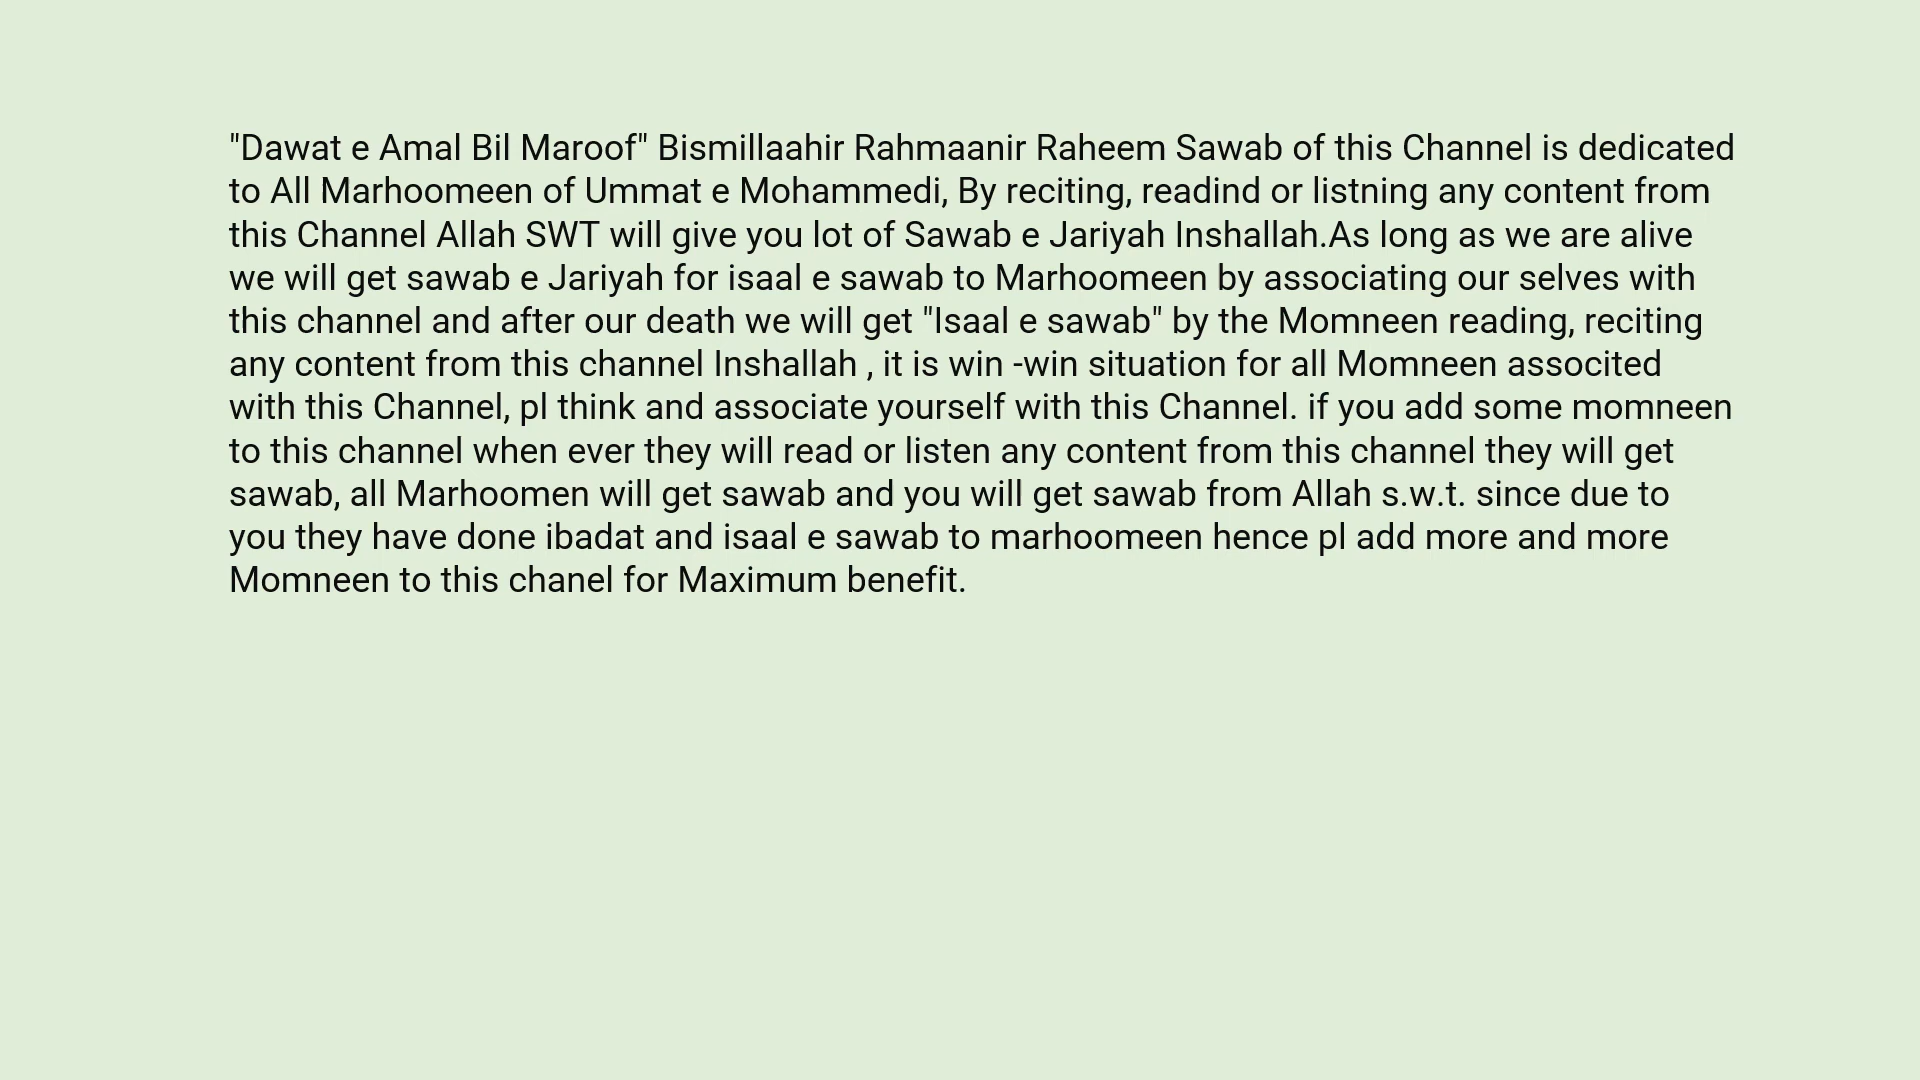 "Dawat e Amal Bil Maroof" Bismillaahir Rahmaanir Raheem Sawab of this Channel is dedicated
to All Marhoomeen of Ummat e Mohammedi, By reciting, readind or listning any content from
this Channel Allah SWT will give you lot of Sawab e Jariyah Inshallah.As long as we are alive
we will get sawab e Jariyah for isaal e sawab to Marhoomeen by associating our selves with
this channel and after our death we will get "Isaal e sawab" by the Momneen reading, reciting
any content from this channel Inshallah , it is win -win situation for all Momneen associted
with this Channel, pl think and associate yourself with this Channel. if you add some momneen
to this channel when ever they will read or listen any content from this channel they will get
sawab, all Marhoomen will get sawab and you will get sawab from Allah s.w.t. since due to
you they have done ibadat and isaal e sawab to marhoomeen hence pl add more and more
Momneen to this chanel for Maximum benefit.